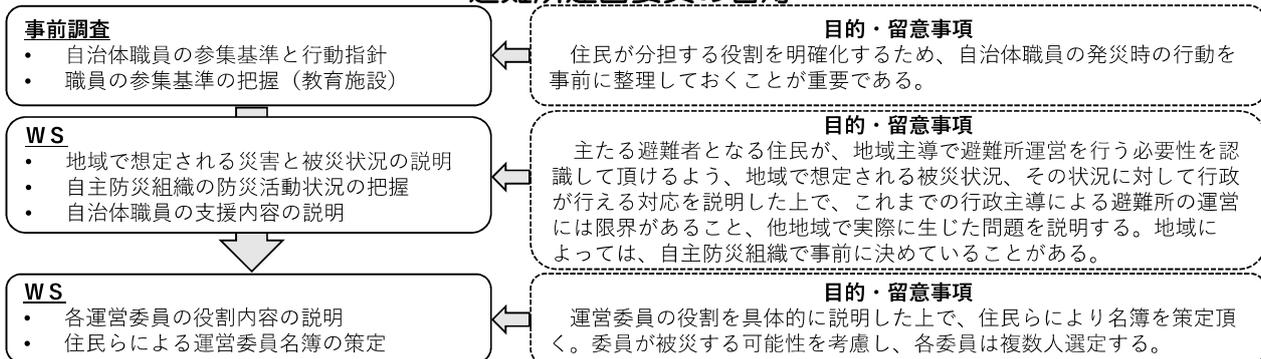 事前調査
• 自治体職員の参集基準と行動指針
• 職員の参集基準の把握（教育施設）
目的・留意事項
住民が分担する役割を明確化するため、自治体職員の発災時の行動を
事前に整理しておくことが重要である。
WS
• 地域で想定される災害と被災状況の説明
• 自主防災組織の防災活動状況の把握
• 自治体職員の支援内容の説明
目的・留意事項
主たる避難者となる住民が、地域主導で避難所運営を行う必要性を認
識して頂けるよう、地域で想定される被災状況、その状況に対して行政
が行える対応を説明した上で、これまでの行政主導による避難所の運営
には限界があること、他地域で実際に生じた問題を説明する。地域に
よっては、自主防災組織で事前に決めていることがある。
WS
• 各運営委員の役割内容の説明
• 住民らによる運営委員名簿の策定
目的・留意事項
運営委員の役割を具体的に説明した上で、住民らにより名簿を策定頂
く。委員が被災する可能性を考慮し、各委員は複数人選定する。